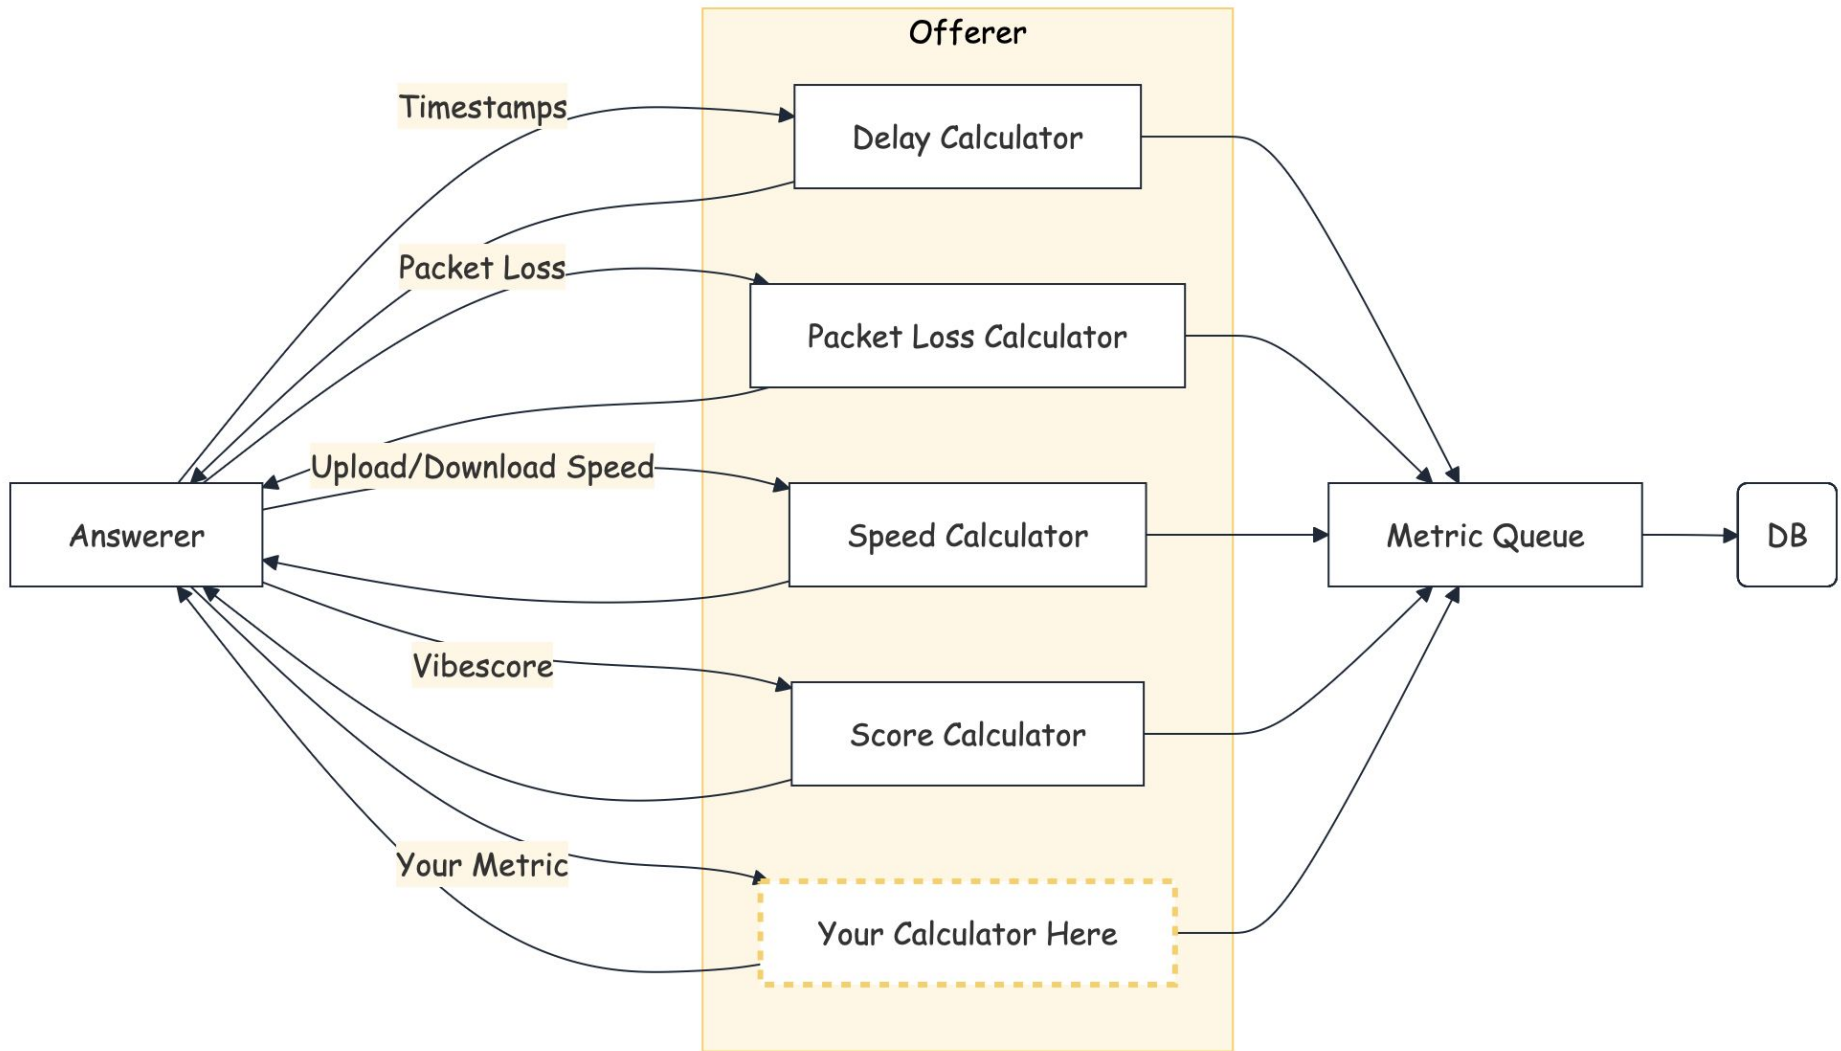 Offerer
Timestamps
Delay Calculator
Packet Loss
Packet Loss Calculator
Upload/Download Speed
Answerer
Speed Calculator
Metric Queue
DB
Vibescore
Score Calculator
Your Metric
Your Calculator Here